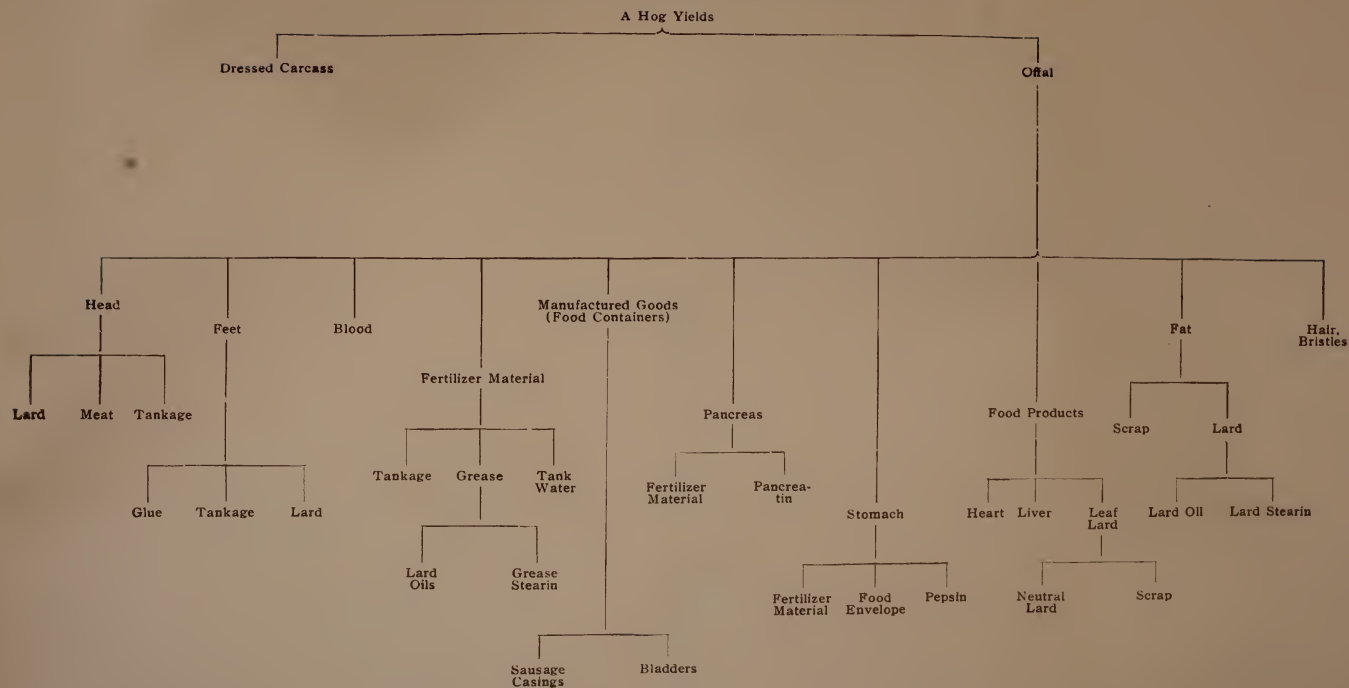 A Hog Yields
Dressed Carcass
Offal
Head
Lard
Meat
Tankage
Feet
Glue
Tankage
Lard
Blood
Fertilizer Material
Tankage
Grease
Tank
Water
Lard
Oils
Grease
Stearin
Manufactured Goods
(Food Containers)
Sausage
Casings
Bladders
Pancreas
Fertilizer
Material
Pancrea-
tin
Stomach
Fertilizer
Material
Food
Envelope
Pepsin
Food Products
Heart
Liver
Leaf
Lard
Neutral
Lard
Scrap
Fat
Scrap
Lard
Lard Oil
Lard Stearin
Hair,
Bristles